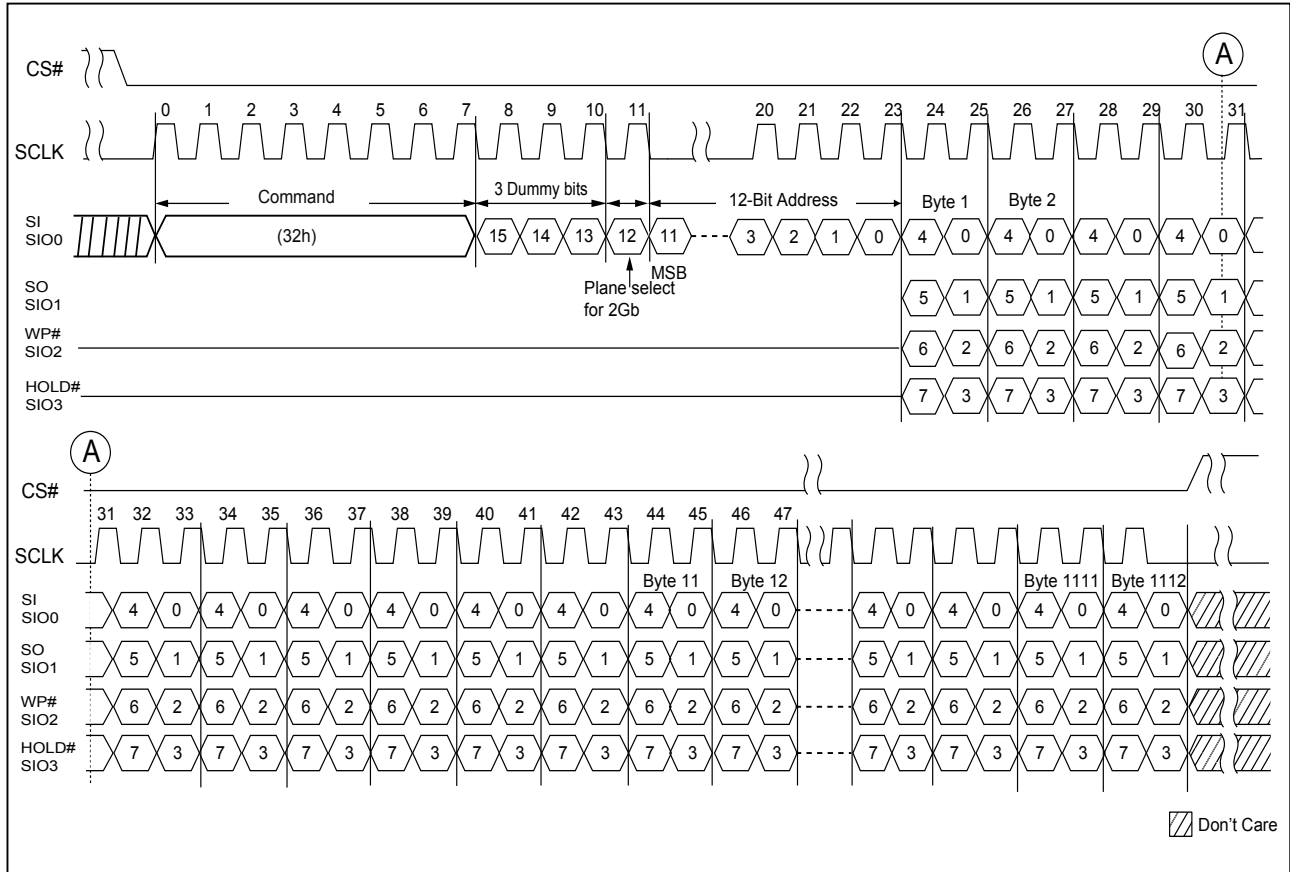 A
CS#
0 1 2 3 4 5 6 7 8 9 10 11 20 21 22 23 24 25 26 27 28 29 30 31
SCLK
Command
3 Dummy bits
12-Bit Address
Byte 1 Byte 2
SI
SIO0
(32h)
15 14 13 12 11 3 2 1 0 4 0 4 0 4 0 4 0
MSB
Plane select
for 2Gb
SO
SIO1
5 1 5 1 5 1 5 1
WP#
SIO2
6 2 6 2 6 2 6 2
HOLD#
SIO3
7 3 7 3 7 3 7 3
A
CS#
31 32 33 34 35 36 37 38 39 40 41 42 43 44 45 46 47
SCLK
Byte 11 Byte 12 Byte 1111 Byte 1112
SI
SIO0
4 0 4 0 4 0 4 0 4 0 4 0 4 0 4 0 4 0 4 0 4 0 4 0
SO
SIO1
5 1 5 1 5 1 5 1 5 1 5 1 5 1 5 1 5 1 5 1 5 1 5 1
WP#
SIO2
6 2 6 2 6 2 6 2 6 2 6 2 6 2 6 2 6 2 6 2 6 2 6 2
HOLD#
SIO3
7 3 7 3 7 3 7 3 7 3 7 3 7 3 7 3 7 3 7 3 7 3 7 3
Don't Care